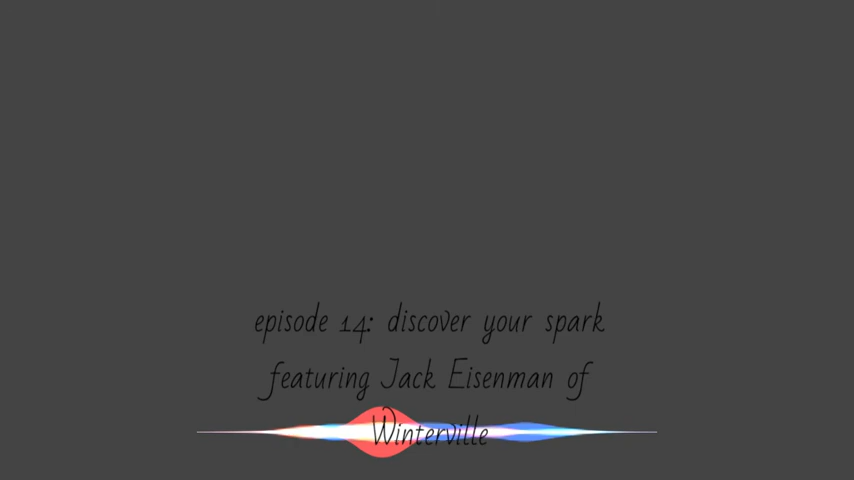 episode 14: discover your spark
featuring Jack Eisenman of
Winterville